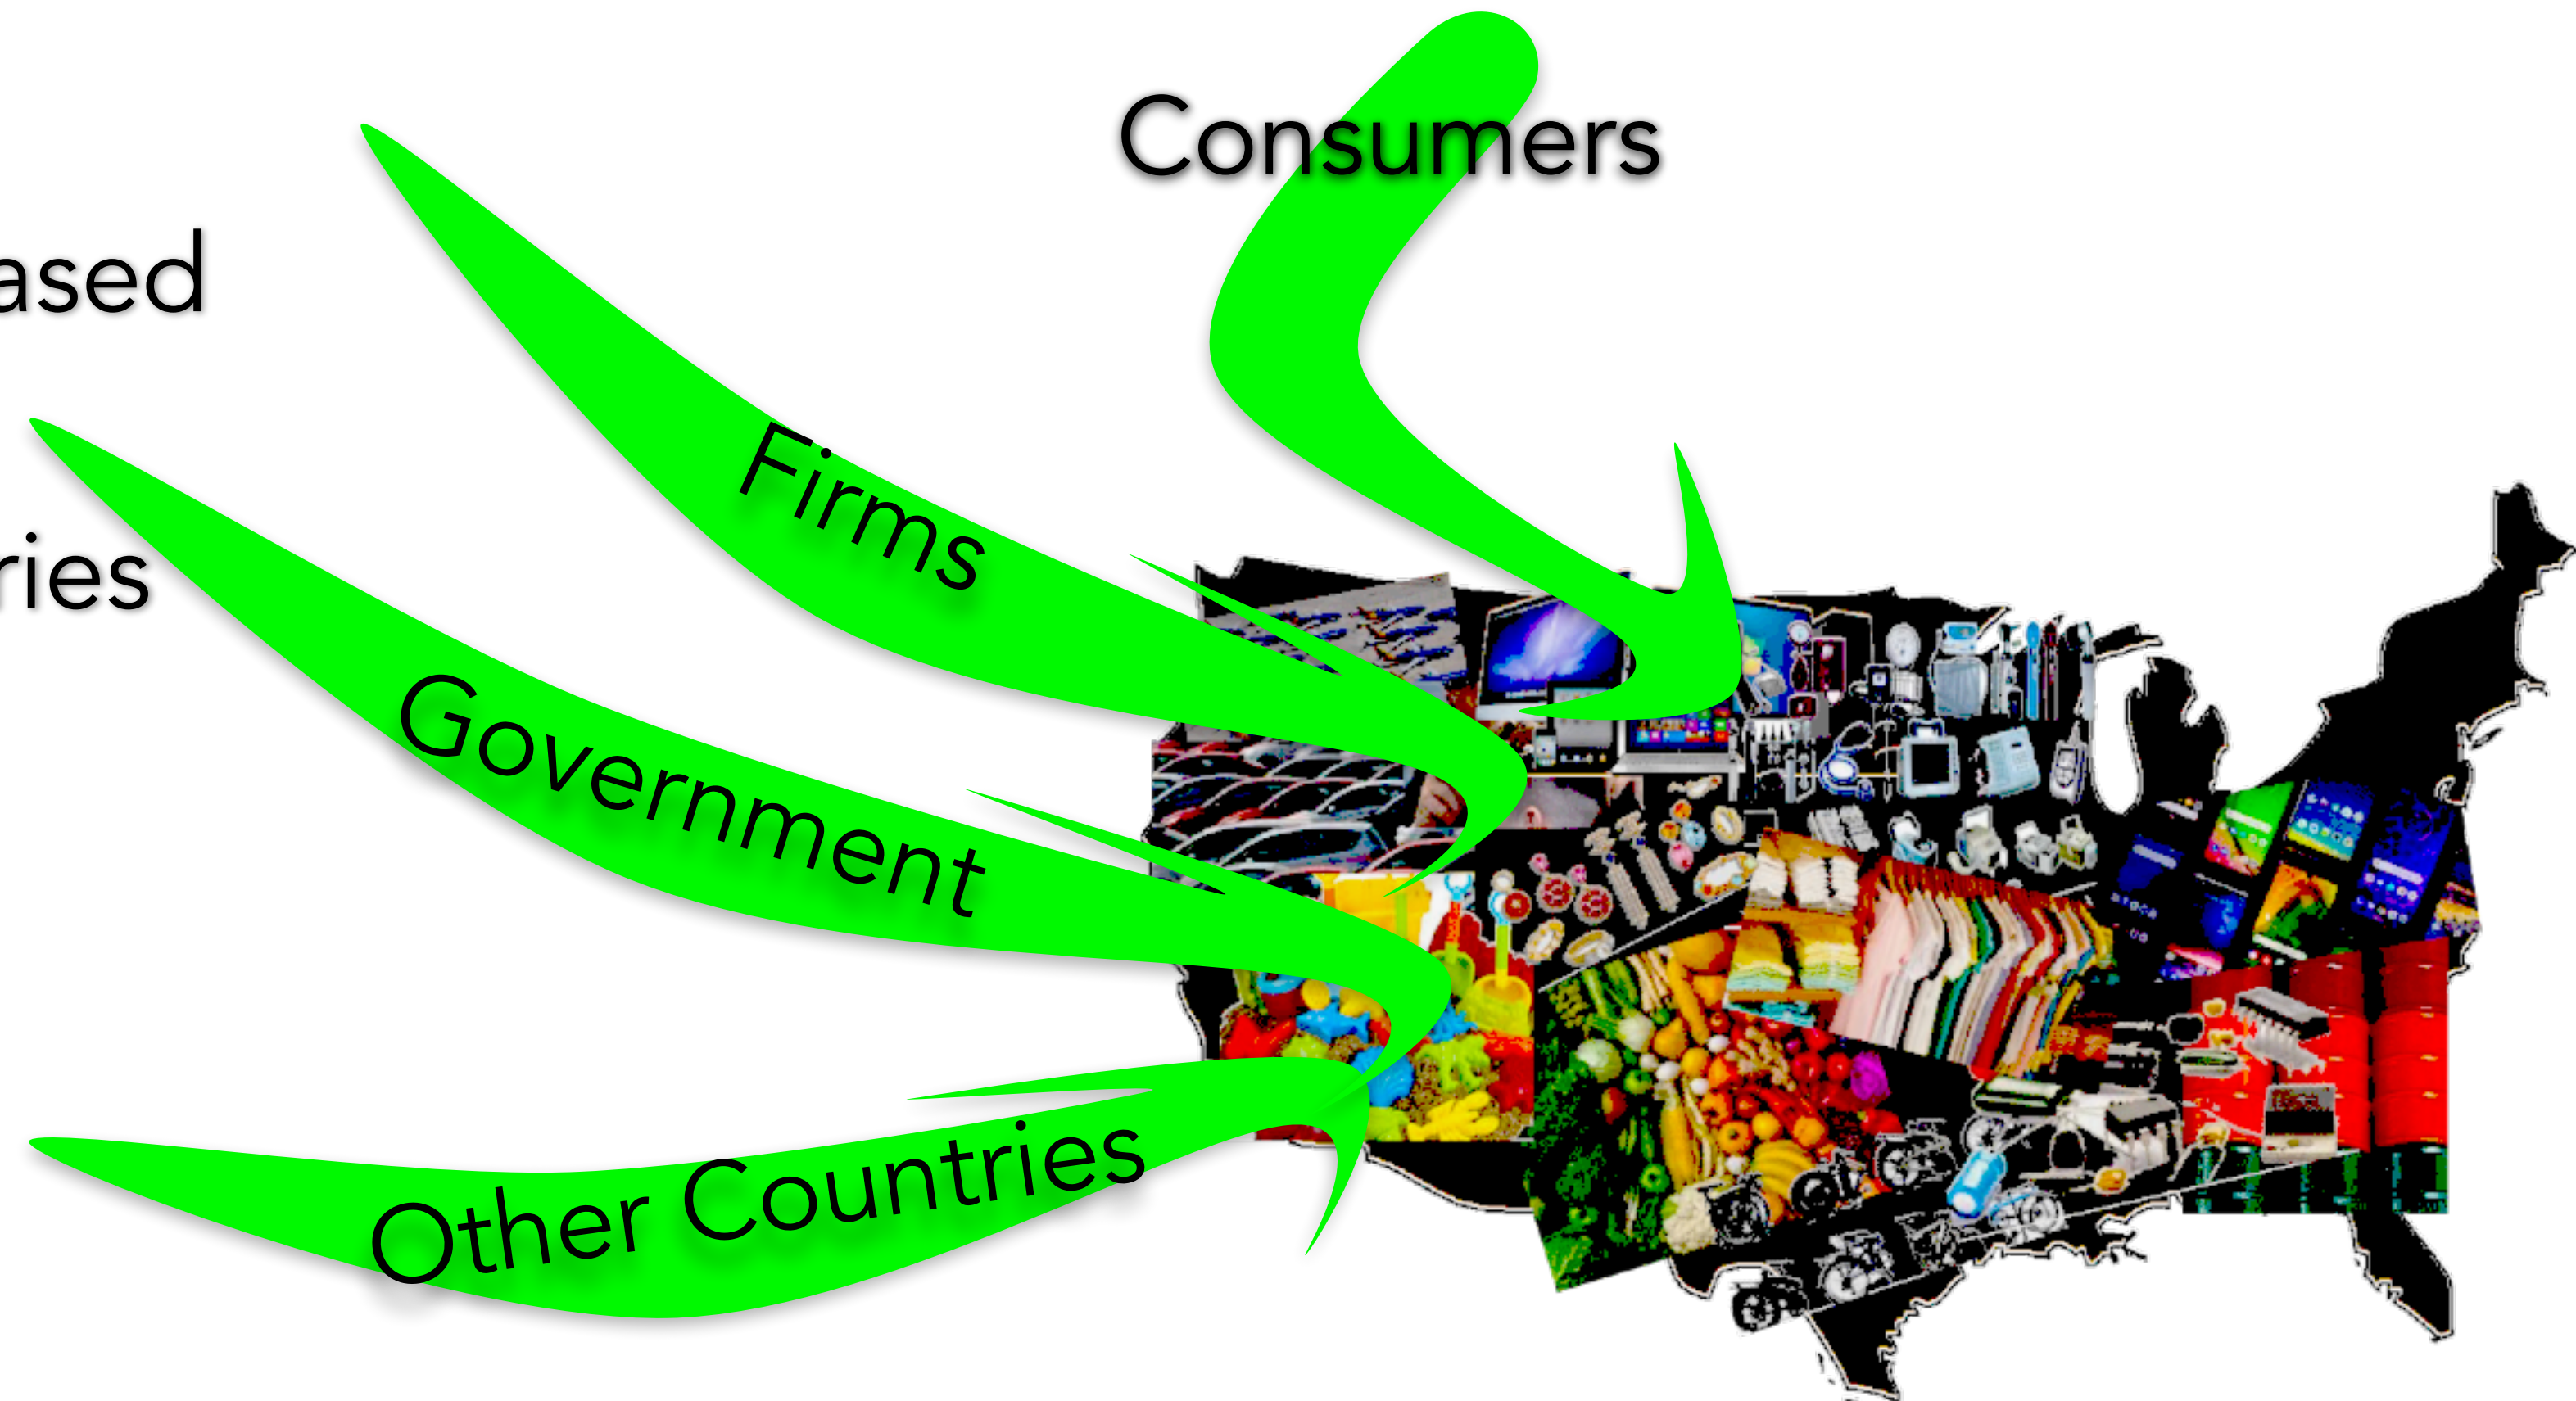 Consumers
ased
Firms
ries
Government
Other Countries